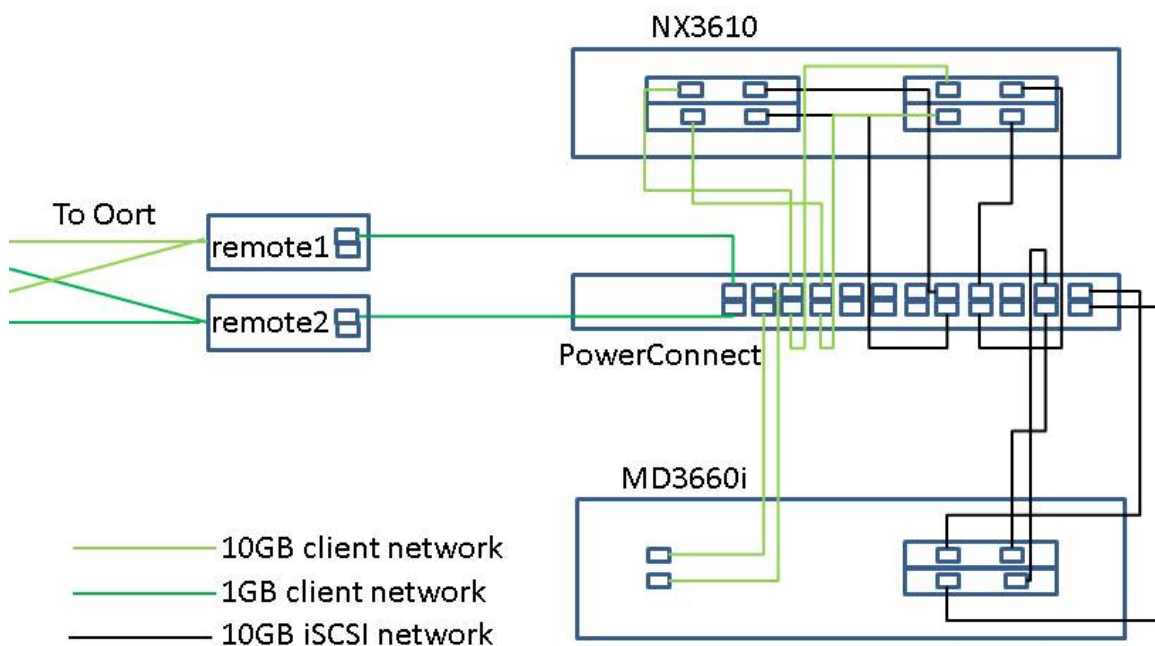 NX3610
To Oort
remote1
remote2
PowerConnect
MD3660i
10GB client network
1GB client network
10GB iSCSI network